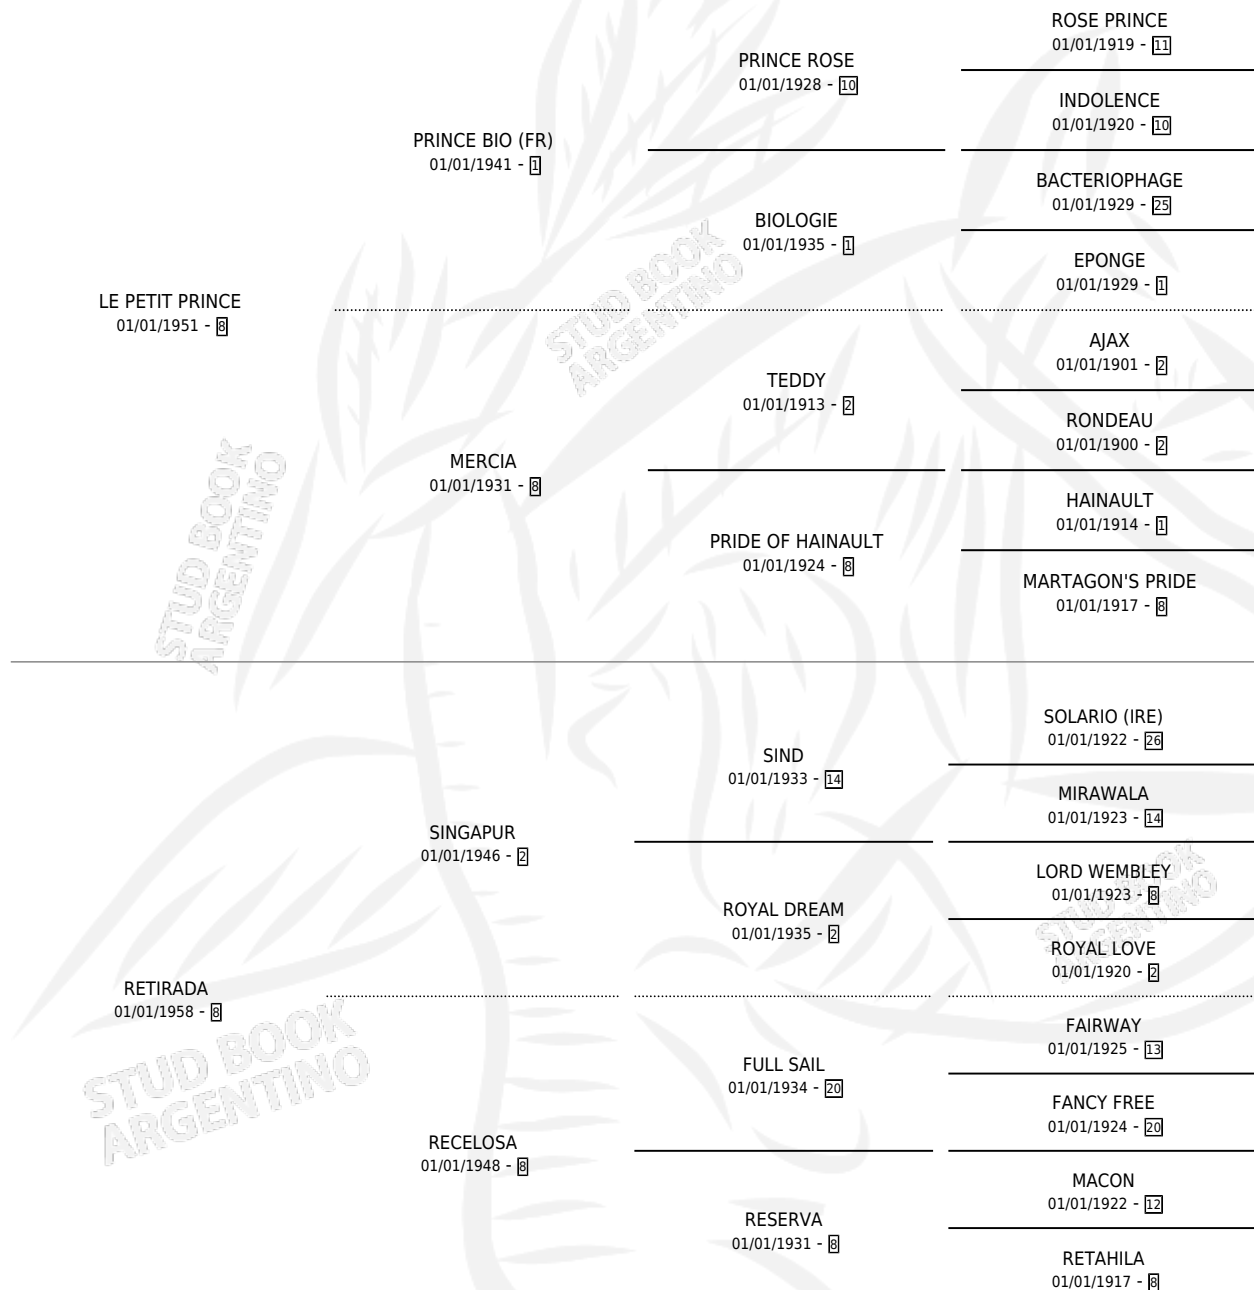 ROSE PRINCE
01/01/1919 - 11
PRINCE ROSE
01/01/1928 - 10
INDOLENCE
01/01/1920 - 10
PRINCE BIO (FR)
01/01/1941 - 1
BACTERIOPHAGE
01/01/1929 - 25
BIOLOGIE
01/01/1935 - 1
EPONGE
01/01/1929 - 1
LE PETIT PRINCE
01/01/1951 - 8
STUD BOOK
ARGENTINO
AJAX
01/01/1901 - 2
TEDDY
01/01/1913 - 2
RONDEAU
01/01/1900 - 2
MERCIA
01/01/1931 - 8
HAINAULT
01/01/1914 - 1
PRIDE OF HAINAULT
01/01/1924 - 8
MARTAGON'S PRIDE
01/01/1917 - 8
STUD BOOK
ARGENTINO
SOLARIO (IRE)
01/01/1922 - 26
SIND
01/01/1933 - 14
MIRAWALA
01/01/1923 - 14
SINGAPUR
01/01/1946 - 2
LORD WEMBLEY
01/01/1923 - 8
ROYAL DREAM
01/01/1935 - 2
STUD BOOK
ARGENTINO
ROYAL LOVE
01/01/1920 - 2
RETIRADA
01/01/1958 - 8
STUD BOOK
ARGENTINO
FAIRWAY
01/01/1925 - 13
FULL SAIL
01/01/1934 - 20
FANCY FREE
01/01/1924 - 20
RECELOSA
01/01/1948 - 8
MACON
01/01/1922 - 12
RESERVA
01/01/1931 - 8
RETAHILA
01/01/1917 - 8